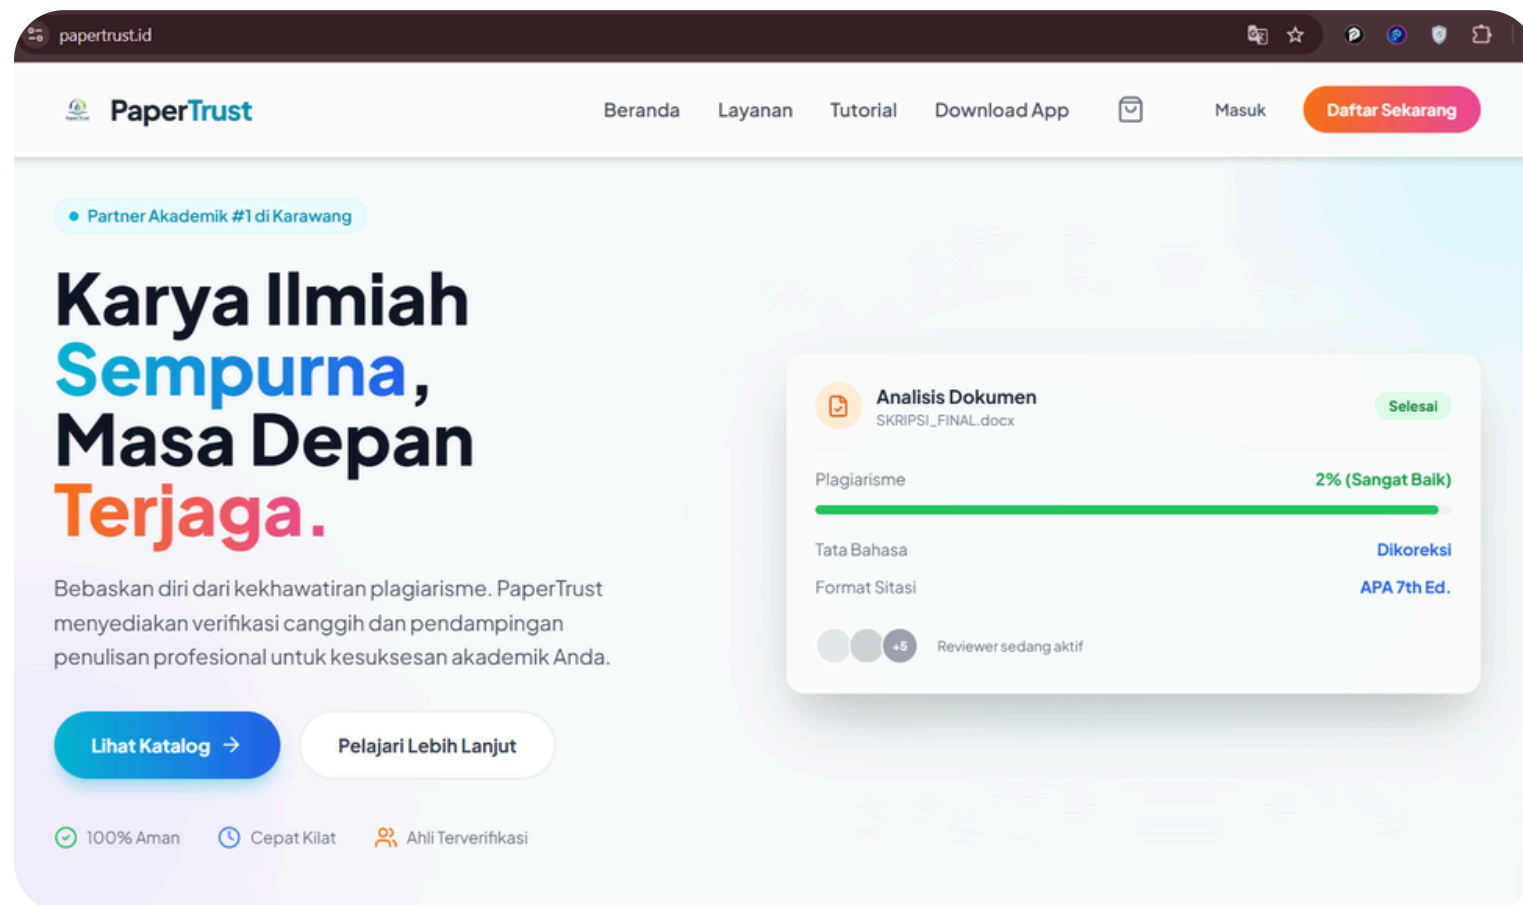 papertrust.id
PaperTrust
Beranda
Layanan
Tutorial
Download App
Masuk
Daftar Sekarang
Partner Akademik #1 di Karawang
Karya Ilmiah
Sempurna,
Masa Depan
Terjaga.
Bebaskan diri dari kekhawatiran plagiarisme. PaperTrust
menyediakan verifikasi canggih dan pendampingan
penulisan profesional untuk kesuksesan akademik Anda.
Lihat Katalog
Pelajari Lebih Lanjut
100% Aman
Cepat Kilat
Ahli Terverifikasi
Analisis Dokumen
SKRIPSI_FINAL.docx
Selesai
Plagiarisme
2% (Sangat Baik)
Tata Bahasa
Dikoreksi
Format Sitasi
APA 7th Ed.
+5
Reviewer sedang aktif